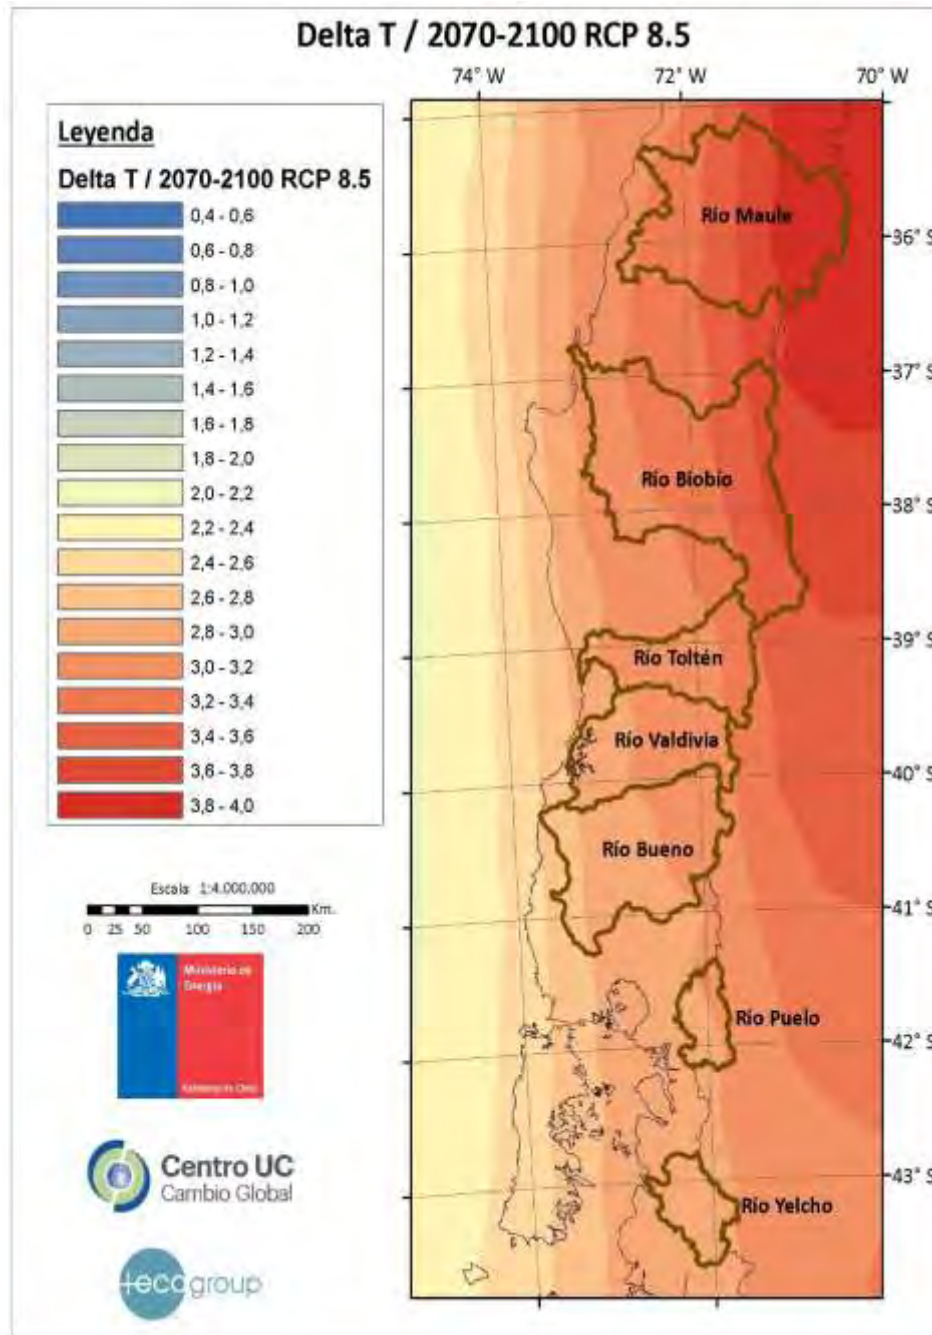 Delta T / 2070-2100 RCP 8.5
74° W 72° W 70° W
Leyenda
Delta T / 2070-2100 RCP 8.5
0,4 - 0,6
0,6 - 0,8
0,8 - 1,0
1,0 - 1,2
1,2 - 1,4
1,4 - 1,6
1,6 - 1,8
1,8 - 2,0
2,0 - 2,2
2,2 - 2,4
2,4 - 2,6
2,6 - 2,8
2,8 - 3,0
3,0 - 3,2
3,2 - 3,4
3,4 - 3,6
3,6 - 3,8
3,8 - 4,0
Escala 1:4.000.000
Km.
0 25 50 100 150 200
Ministerio de
Energía
Gobierno de Chile
Centro UC
Cambio Global
+ecogroup
Río Maule
36° S
37° S
Río Biobío
38° S
39° S
Río Toltén
Río Valdivia
40° S
Río Bueno
41° S
Río Puelo
42° S
43° S
Río Yelcho